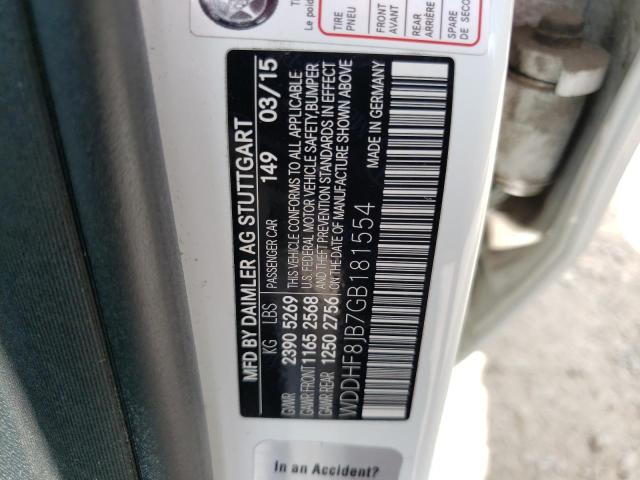 Le poid
TIRE
PNEU
FRONT
AVANT
REAR
ARRIÈRE
SPARE
DE SECO
MFD BY DAIMLER AG STUTTGART
KG LBS PASSENGER CAR 149 03/15
GVWR 2390 5269 THIS VEHICLE CONFORMS TO ALL APPLICABLE
GAWR FRONT 1165 2568 U.S. FEDERAL MOTOR VEHICLE SAFETY,BUMPER
GAWR REAR 1250 2756 AND THEFT PREVENTION STANDARDS IN EFFECT
ON THE DATE OF MANUFACTURE SHOWN ABOVE
WDDHF8JB7GB181554 MADE IN GERMANY
In an Accident?